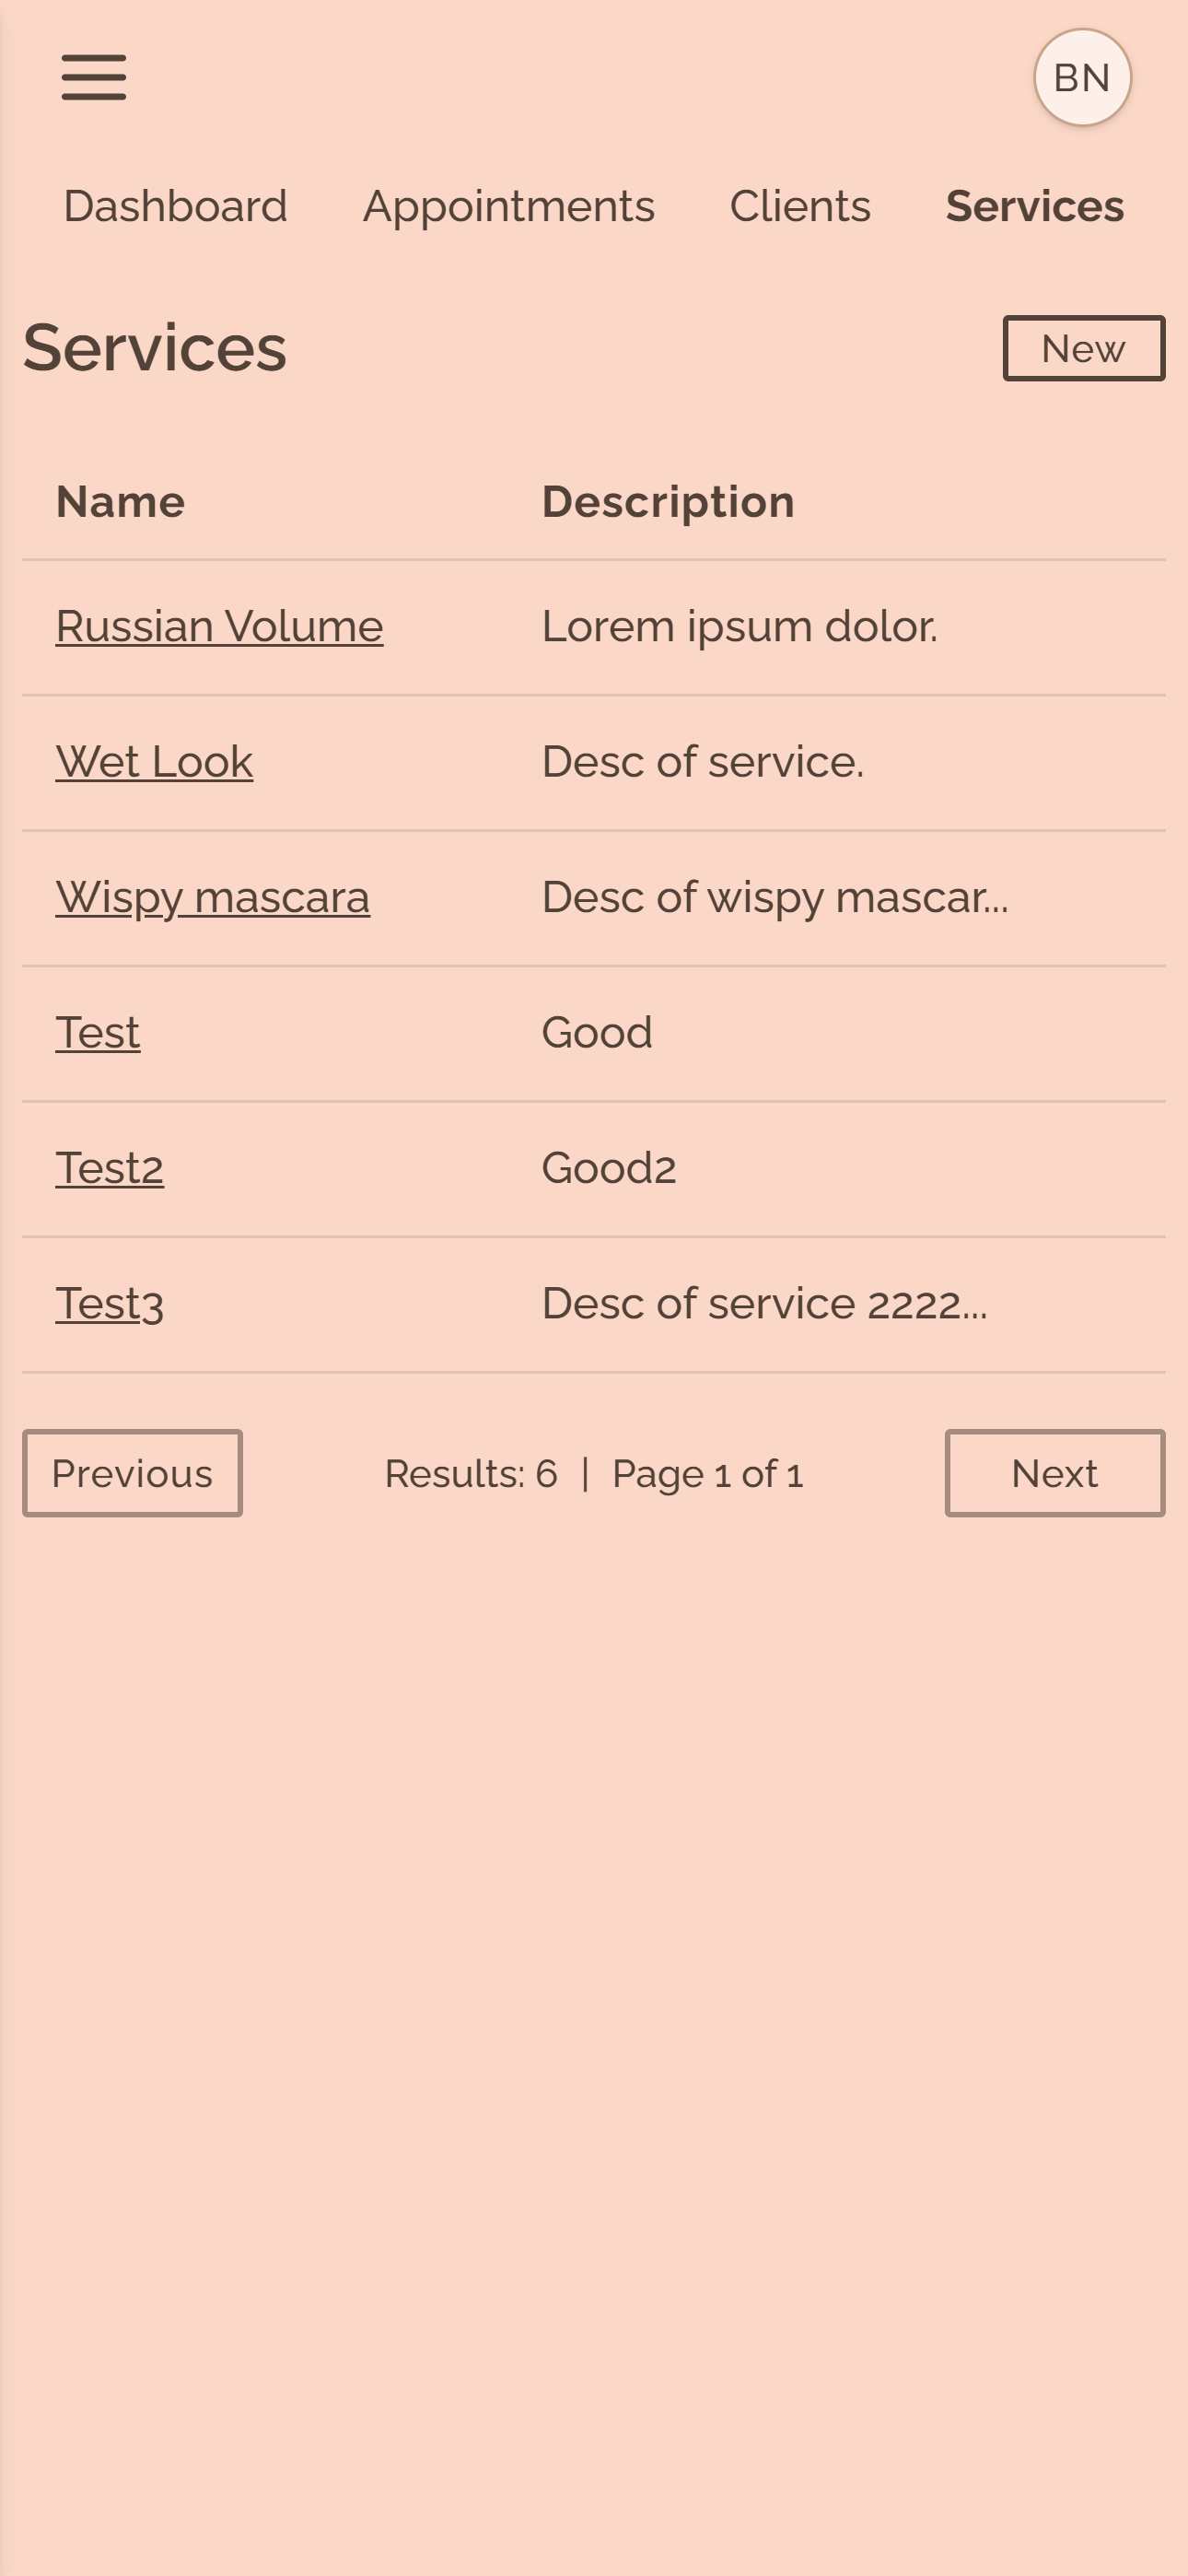 BN
Dashboard Appointments Clients Services
Services New
Name Description
Russian Volume Lorem ipsum dolor.
Wet Look Desc of service.
Wispy mascara Desc of wispy mascar...
Test Good
Test2 Good2
Test3 Desc of service 2222...
Previous Results: 6 | Page 1 of 1 Next